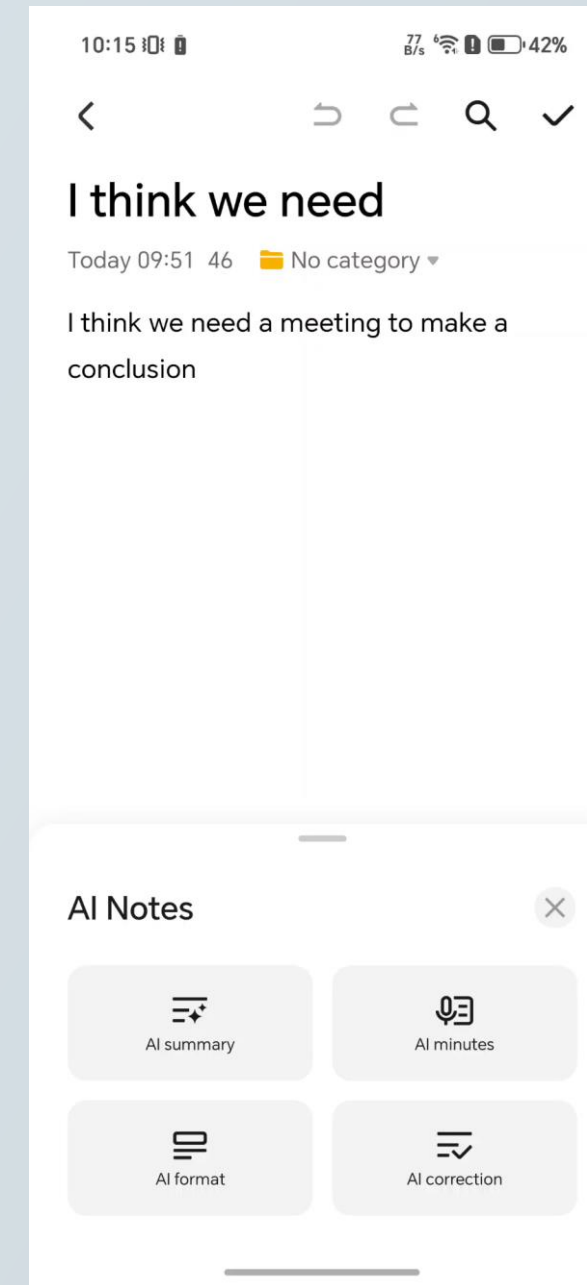 10:15
77 B/s 6 42%
I think we need
Today 09:51 46 No category
I think we need a meeting to make a
conclusion
AI Notes
AI summary
AI minutes
AI format
AI correction